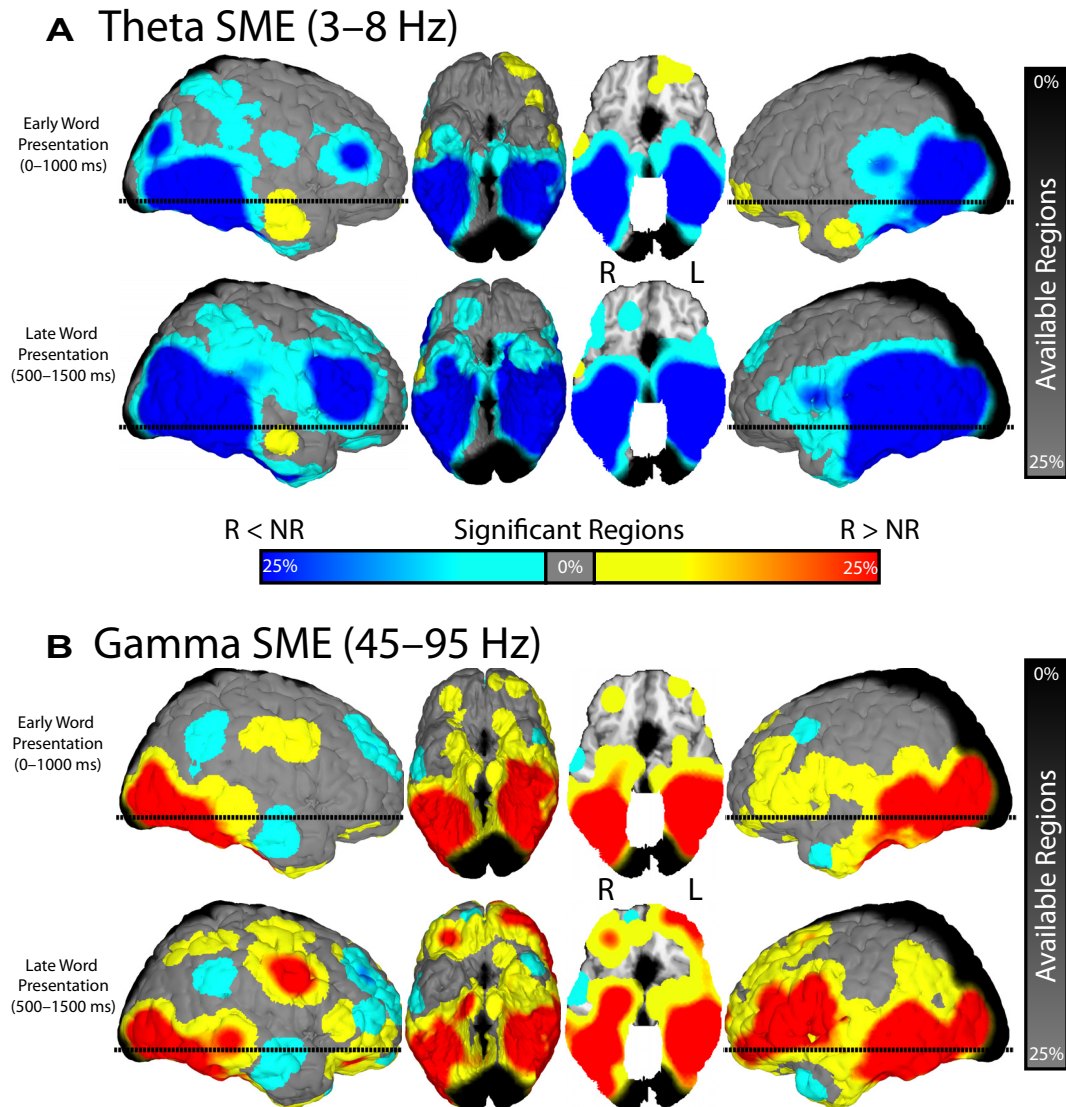 A Theta SME (3–8 Hz)
Early Word
Presentation
(0–1000 ms)
R L
Late Word
Presentation
(500–1500 ms)
0%
Available Regions
25%
R < NR Significant Regions R > NR
25% 0% 25%
B Gamma SME (45–95 Hz)
Early Word
Presentation
(0–1000 ms)
R L
Late Word
Presentation
(500–1500 ms)
0%
Available Regions
25%